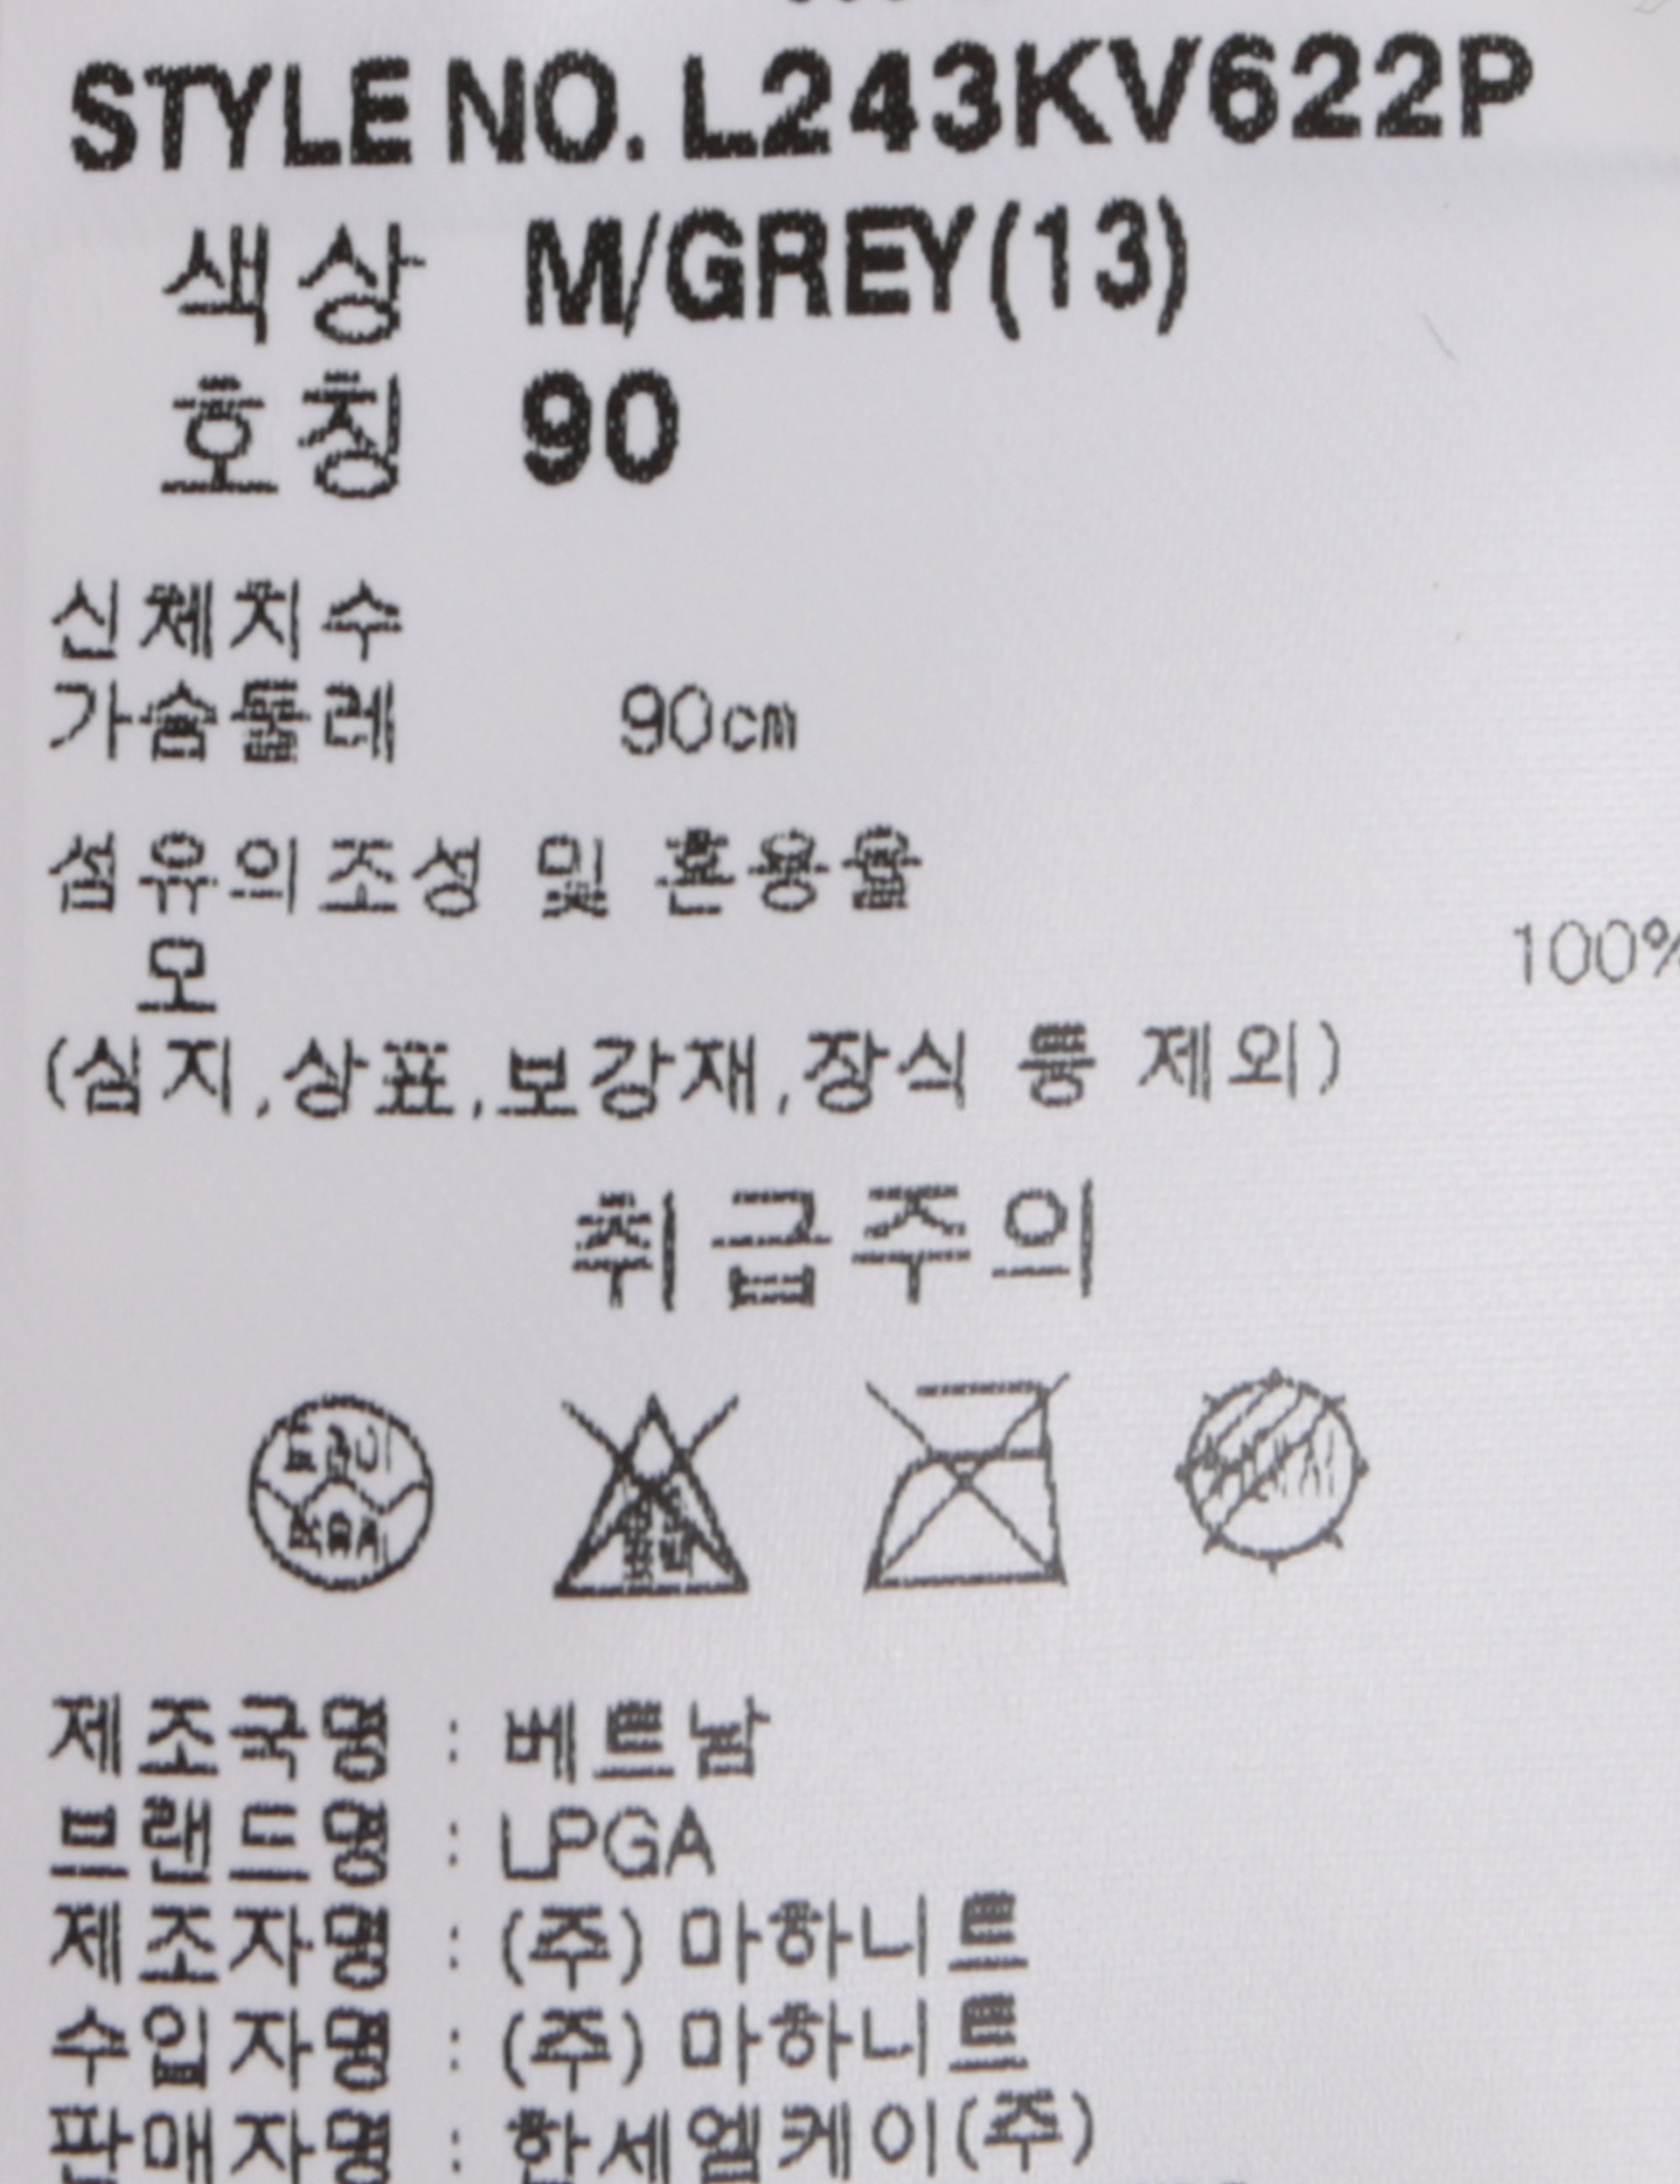 STYLE NO. L243KV622P
색상 M/GREY(13)
호칭 90
신체치수
가슴둘레 90cm
섬유의조성 및 혼용율
모 100%
(심지,상표,보강재,장식 등 제외)
취급주의
드라이
제조국명 : 베트남
브랜드명 : LPGA
제조자명 : (주) 마하니트
수입자명 : (주) 마하니트
판매자명 : 한세엠케이(주)